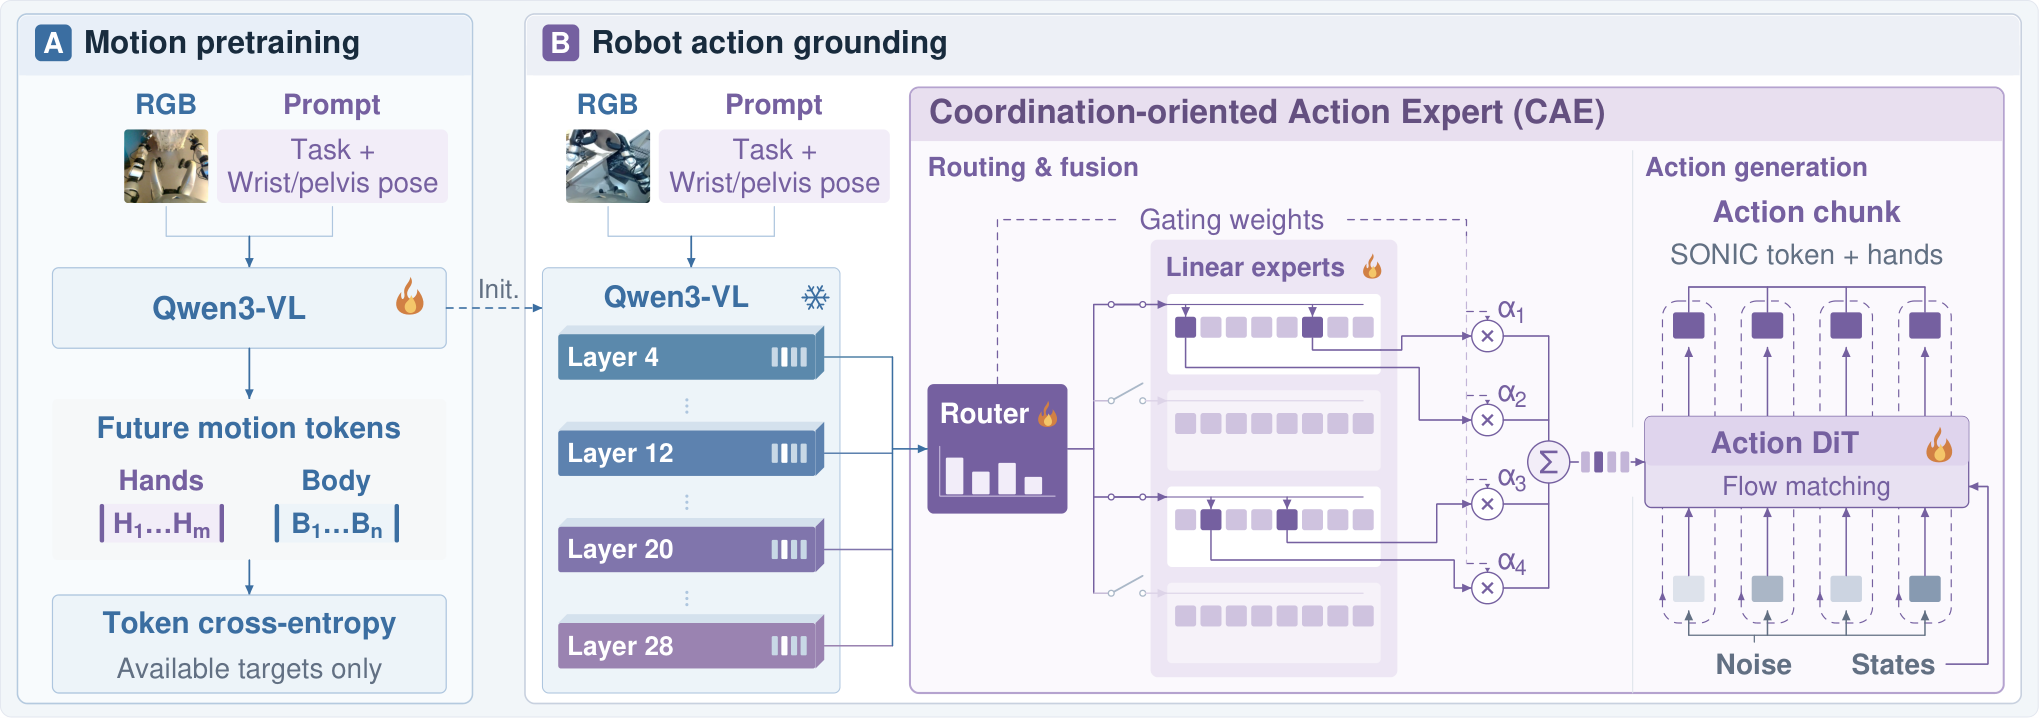 A Motion pretraining
RGB
Prompt
Task +
Wrist/pelvis pose
Qwen3-VL
Init.
Future motion tokens
Hands
Body
H₁…Hₘ
B₁…Bₙ
Token cross-entropy
Available targets only
B Robot action grounding
RGB
Prompt
Task +
Wrist/pelvis pose
Qwen3-VL
Layer 4
Layer 12
Layer 20
Layer 28
Coordination-oriented Action Expert (CAE)
Routing & fusion
Gating weights
Linear experts
Router
α₁
α₂
α₃
α₄
Σ
Action generation
Action chunk
SONIC token + hands
Action DiT
Flow matching
Noise
States